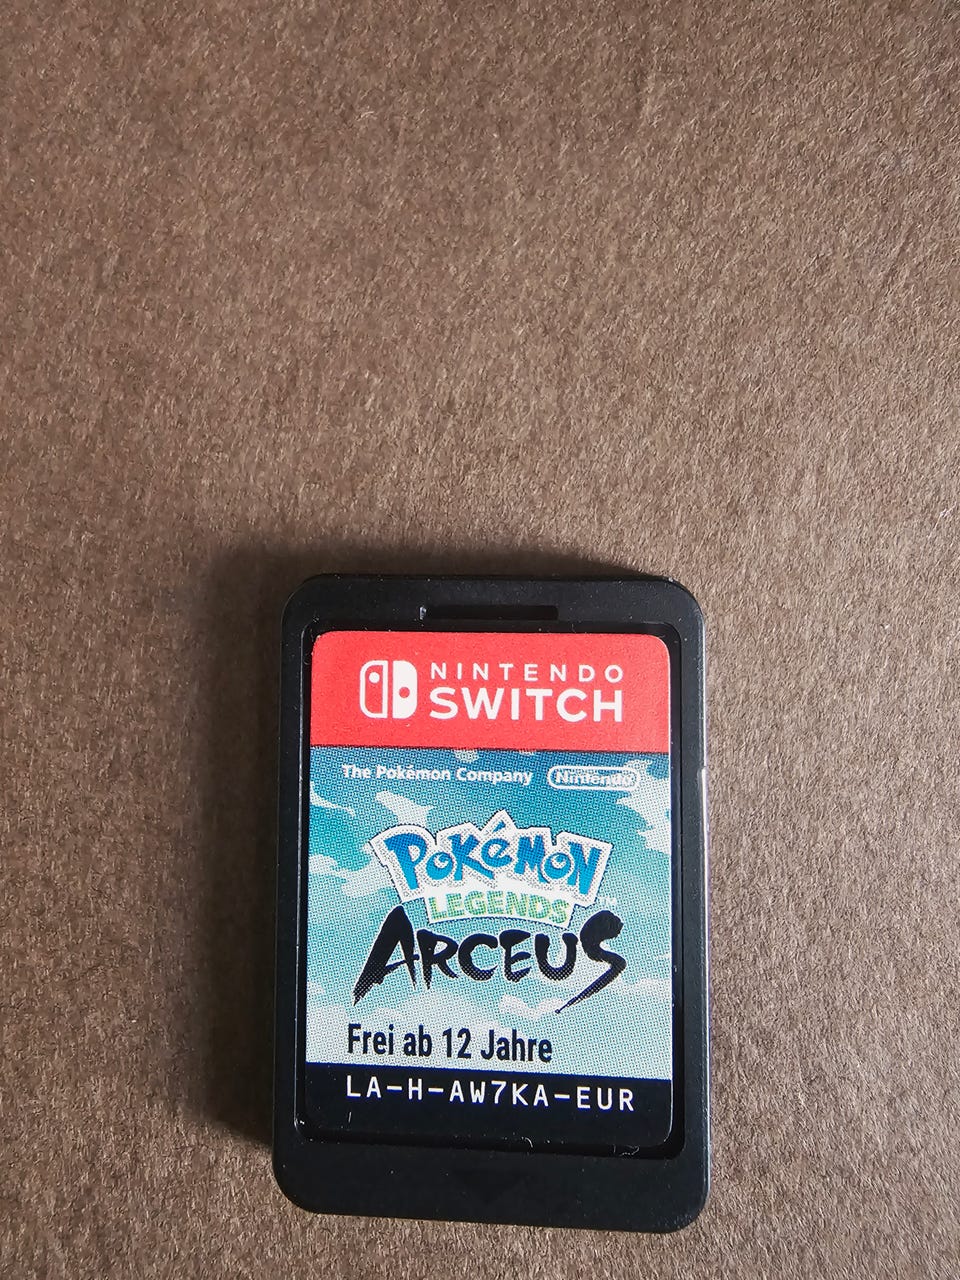 NINTENDO
SWITCH
The Pokémon Company Nintendo
POKéMON
LEGENDS
ARCEUS
Frei ab 12 Jahre
LA-H-AW7KA-EUR